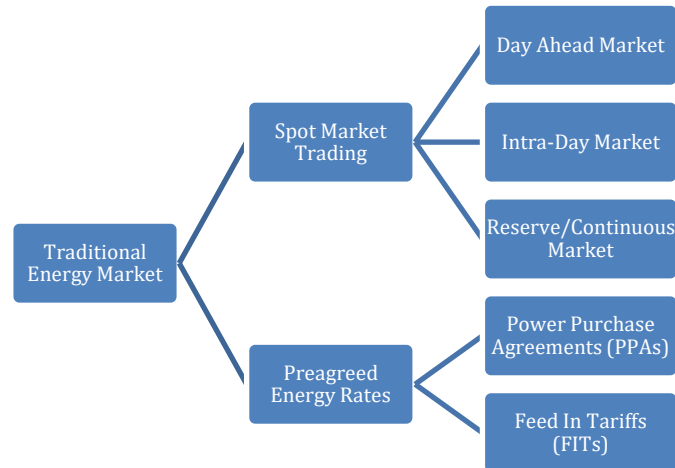 Traditional
Energy Market
Spot Market
Trading
Day Ahead Market
Intra-Day Market
Reserve/Continuous
Market
Preagreed
Energy Rates
Power Purchase
Agreements (PPAs)
Feed In Tariffs
(FITs)